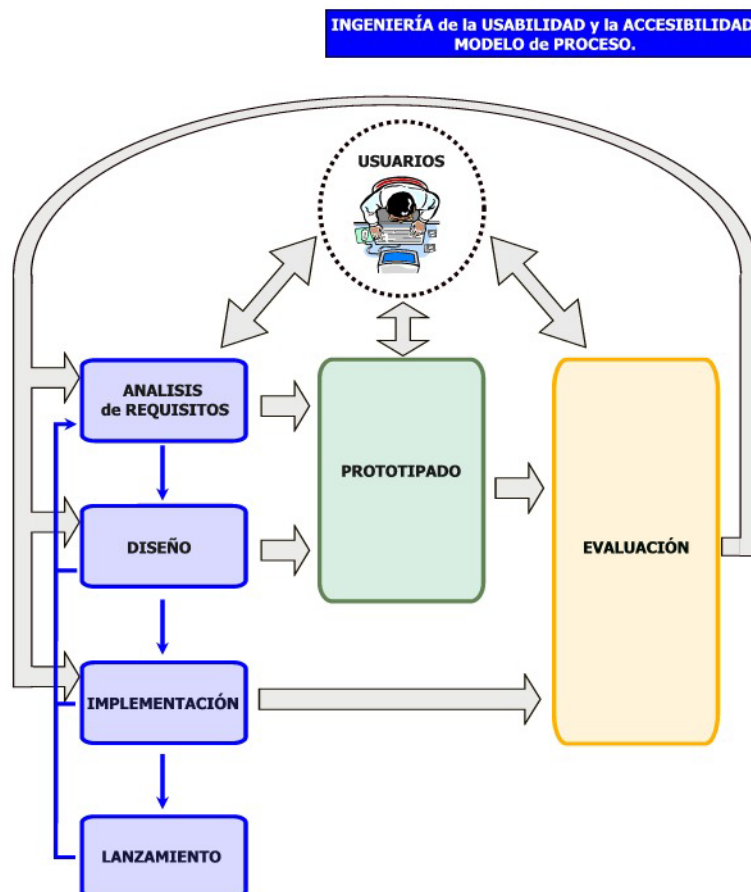 INGENIERÍA de la USABILIDAD y la ACCESIBILIDAD
MODELO de PROCESO.
USUARIOS
ANALISIS
de REQUISITOS
PROTOTIPADO
DISEÑO
EVALUACIÓN
IMPLEMENTACIÓN
LANZAMIENTO